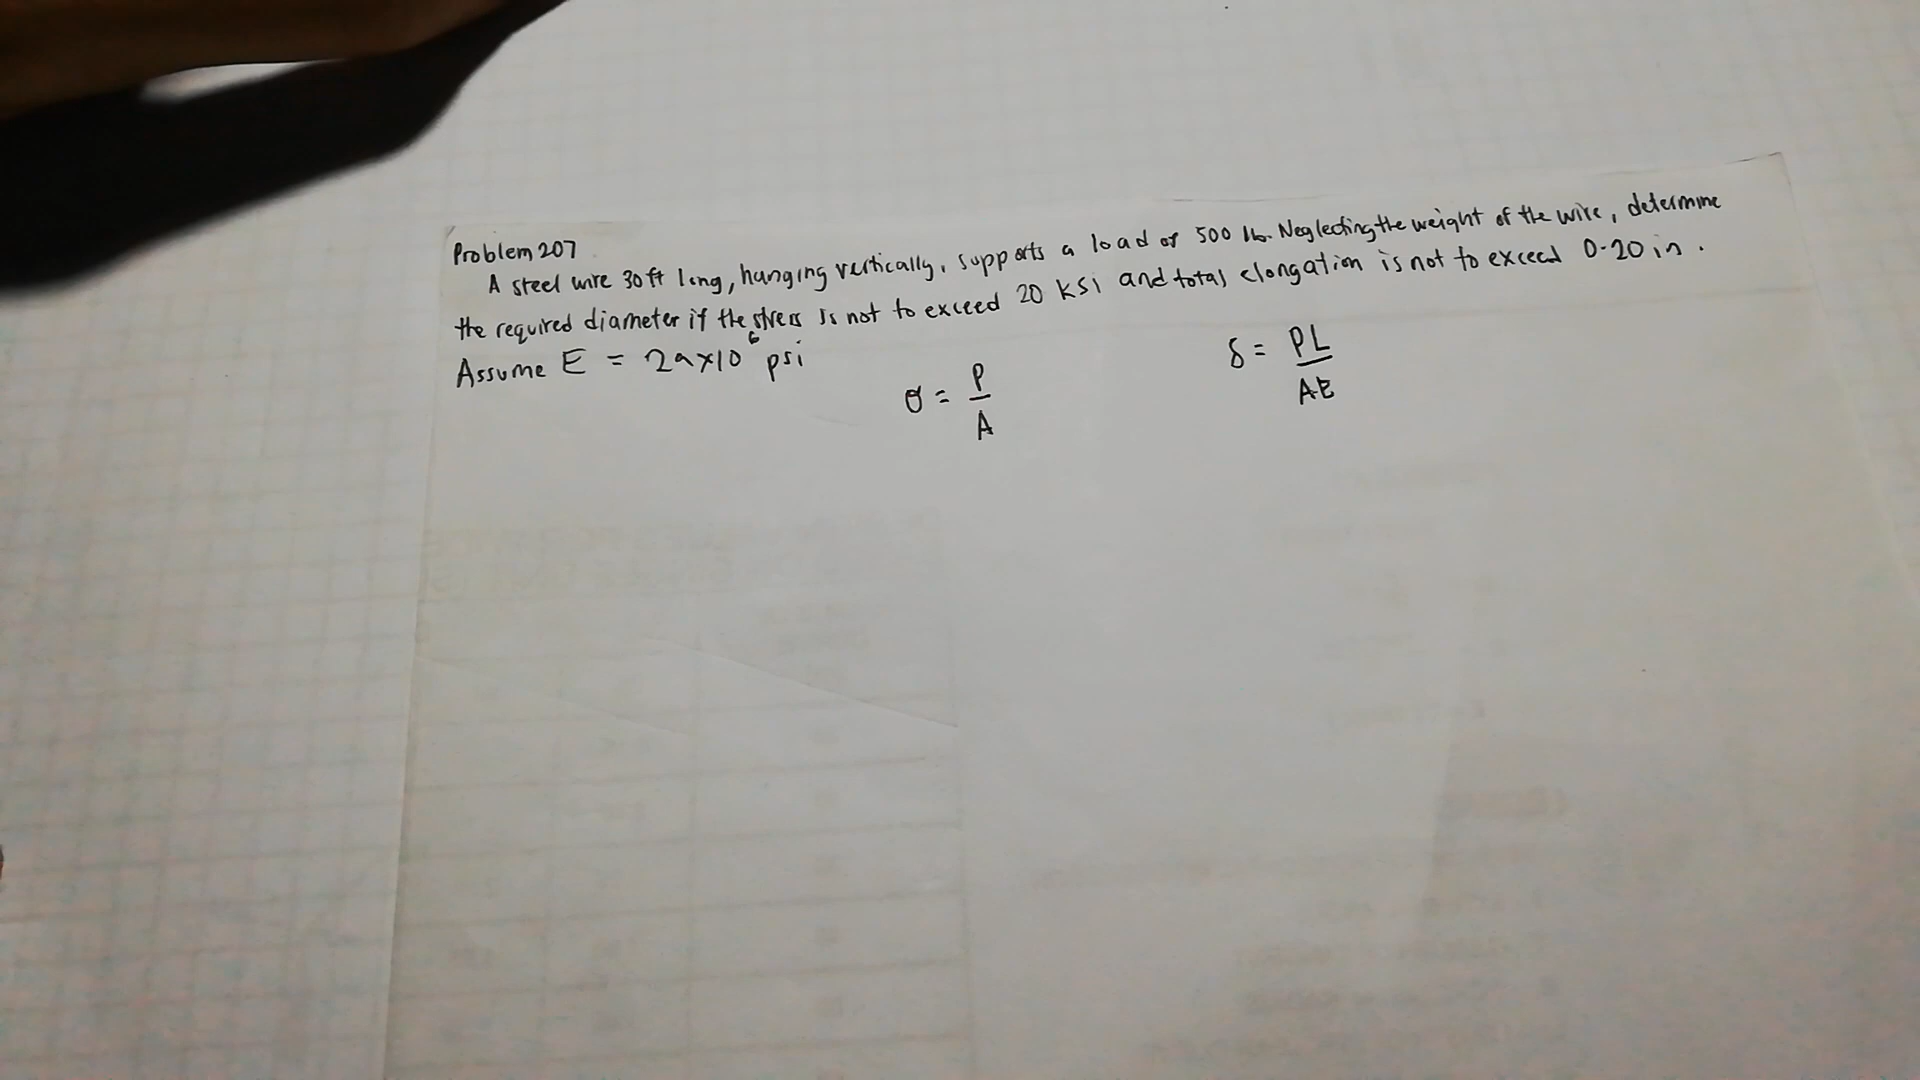 Problem 207
A steel wire 30 ft long, hanging vertically, supports a load of 500 lb. Neglecting the weight of the wire, determine
the required diameter if the stress is not to exceed 20 ksi and total elongation is not to exceed 0.20 in.
Assume E = 29x10⁶ psi
σ = P/A
δ = PL/AE